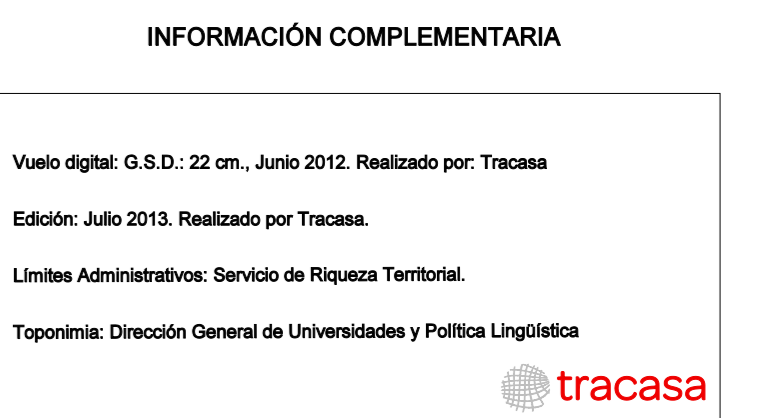 INFORMACIÓN COMPLEMENTARIA
Vuelo digital: G.S.D.: 22 cm., Junio 2012. Realizado por: Tracasa
Edición: Julio 2013. Realizado por Tracasa.
Límites Administrativos: Servicio de Riqueza Territorial.
Toponimia: Dirección General de Universidades y Política Lingüística
tracasa